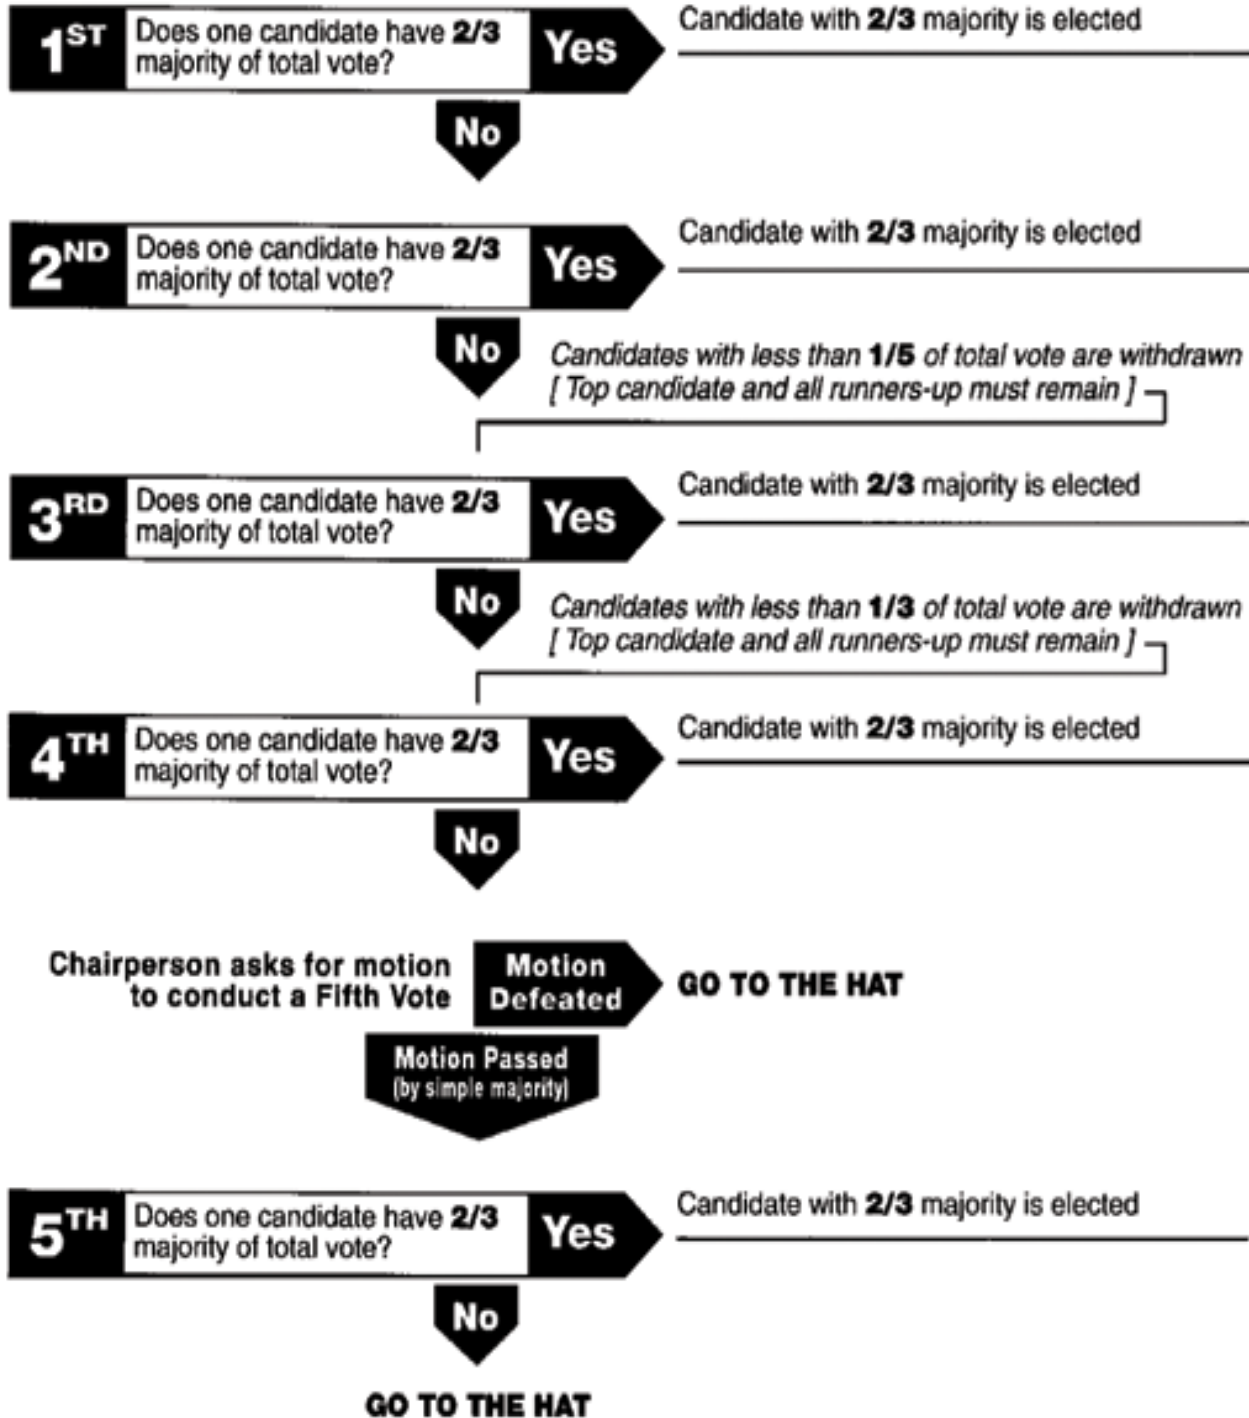 1ST Does one candidate have 2/3 Yes Candidate with 2/3 majority is elected
majority of total vote?
No
2ND Does one candidate have 2/3 Yes Candidate with 2/3 majority is elected
majority of total vote?
No Candidates with less than 1/5 of total vote are withdrawn
[ Top candidate and all runners-up must remain ]
3RD Does one candidate have 2/3 Yes Candidate with 2/3 majority is elected
majority of total vote?
No Candidates with less than 1/3 of total vote are withdrawn
[ Top candidate and all runners-up must remain ]
4TH Does one candidate have 2/3 Yes Candidate with 2/3 majority is elected
majority of total vote?
No
Chairperson asks for motion Motion GO TO THE HAT
to conduct a Fifth Vote Defeated
Motion Passed
(by simple majority)
5TH Does one candidate have 2/3 Yes Candidate with 2/3 majority is elected
majority of total vote?
No
GO TO THE HAT